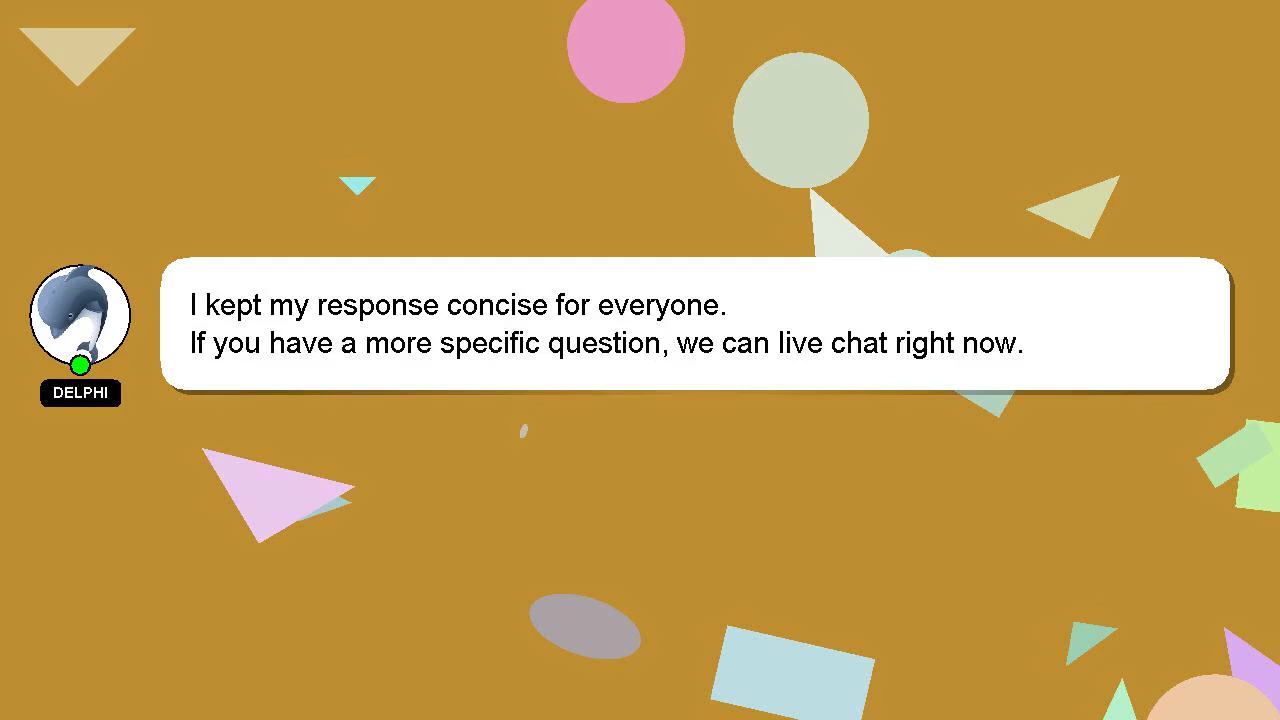 I kept my response concise for everyone.
If you have a more specific question, we can live chat right now.
DELPHI